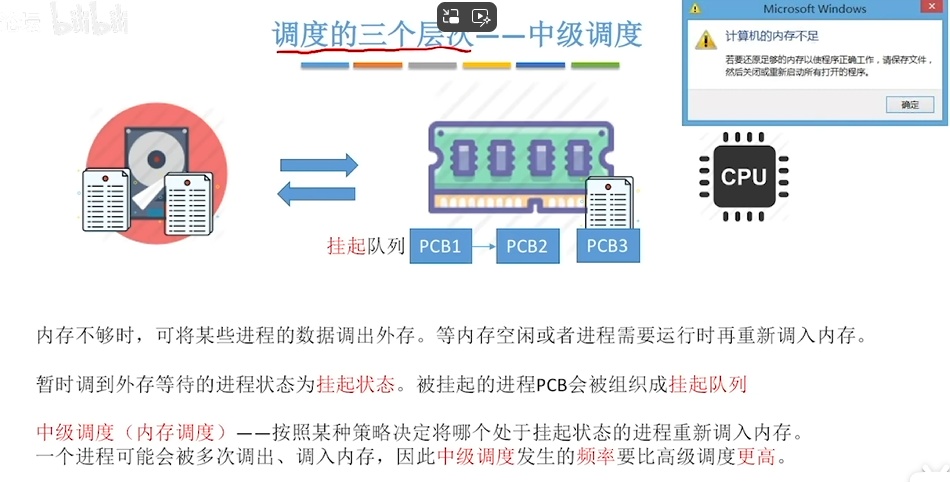 bilibili
调度的三个层次——中级调度
Microsoft Windows
计算机的内存不足
若要还原足够的内存以使程序正确工作，请保存文件，
然后关闭或重新启动所有打开的程序。
确定
CPU
挂起队列
PCB1
PCB2
PCB3
内存不够时，可将某些进程的数据调出外存。等内存空闲或者进程需要运行时再重新调入内存。
暂时调到外存等待的进程状态为挂起状态。被挂起的进程PCB会被组织成挂起队列
中级调度（内存调度）——按照某种策略决定将哪个处于挂起状态的进程重新调入内存。
一个进程可能会被多次调出、调入内存，因此中级调度发生的频率要比高级调度更高。